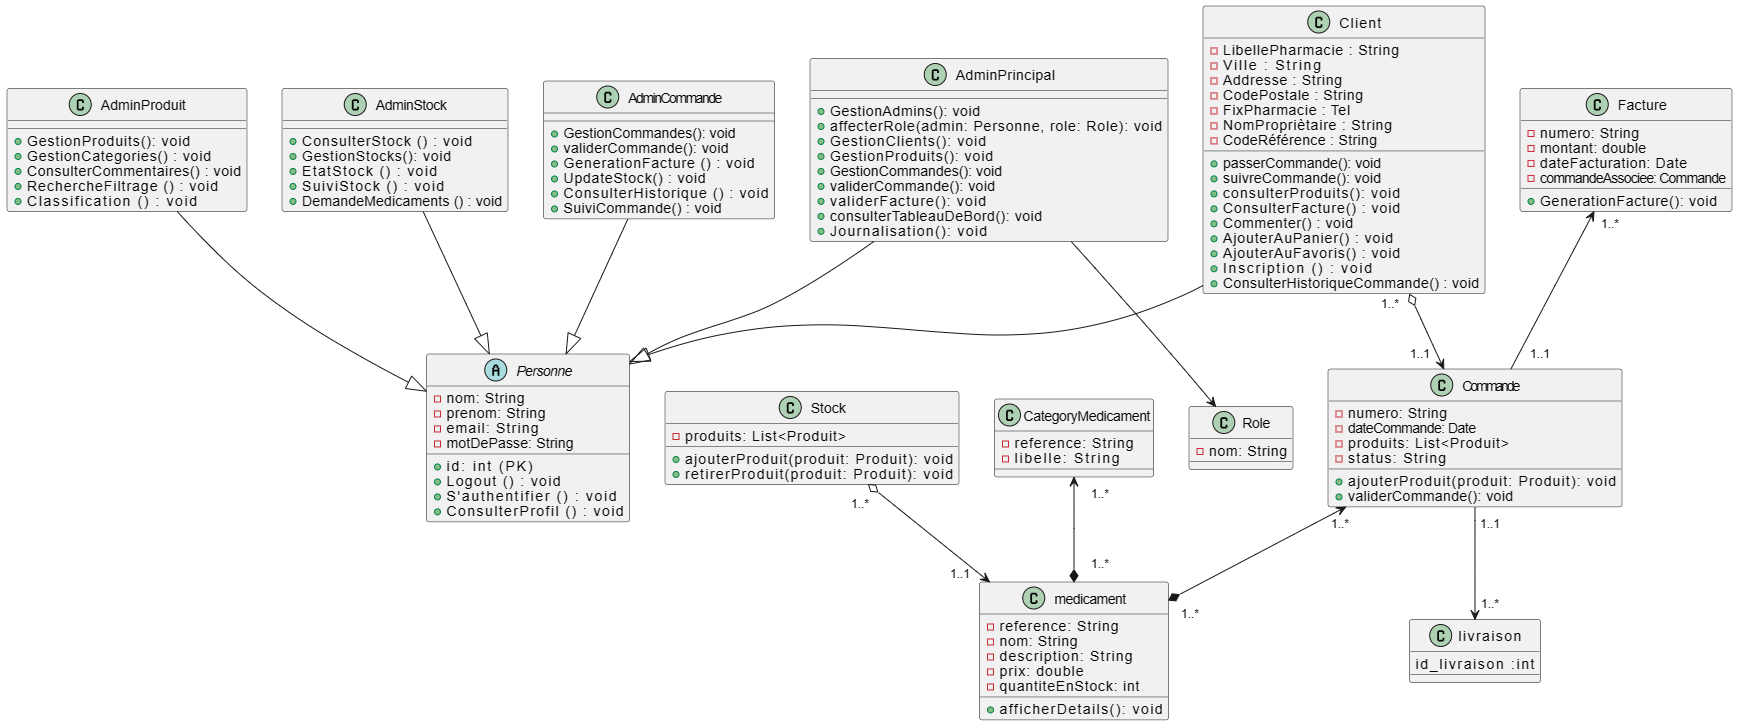 C AdminProduit
GestionProduits(): void
GestionCategories() : void
ConsulterCommentaires(): void
RechercheFiltrage () : void
Classification () : void
C AdminStock
ConsulterStock () : void
GestionStocks(): void
EtatStock () : void
SuiviStock () : void
DemandeMedicaments () : void
C AdminCommande
GestionCommandes(): void
validerCommande(): void
GenerationFacture () : void
UpdateStock() : void
ConsulterHistorique () : void
SuiviCommande() : void
C AdminPrincipal
GestionAdmins(): void
affecterRole(admin: Personne, role: Role): void
GestionClients(): void
GestionProduits(): void
GestionCommandes(): void
validerCommande(): void
validerFacture(): void
consulterTableauDeBord(): void
Journalisation(): void
C Client
LibellePharmacie : String
Ville : String
Addresse : String
CodePostale : String
FixPharmacie : Tel
NomPropriètaire : String
CodeRéférence : String
passerCommande(): void
suivreCommande(): void
consulterProduits(): void
ConsulterFacture() : void
Commenter() : void
AjouterAuPanier() : void
AjouterAuFavoris() : void
Inscription () : void
ConsulterHistoriqueCommande() : void
C Facture
numero: String
montant: double
dateFacturation: Date
commandeAssociee: Commande
GenerationFacture(): void
1..*
1..*
1..1
1..1
A Personne
nom: String
prenom: String
email: String
motDePasse: String
id: int (PK)
Logout () : void
S'authentifier () : void
ConsulterProfil () : void
C Stock
produits: List<Produit>
ajouterProduit(produit: Produit): void
retirerProduit(produit: Produit): void
C CategoryMedicament
reference: String
libelle: String
C Role
nom: String
C Commande
numero: String
dateCommande: Date
produits: List<Produit>
status: String
ajouterProduit(produit: Produit): void
validerCommande(): void
1..*
1..*
1..*
1..1
1..1
1..*
1..*
1..*
C medicament
reference: String
nom: String
description: String
prix: double
quantiteEnStock: int
afficherDetails(): void
C livraison
id_livraison :int